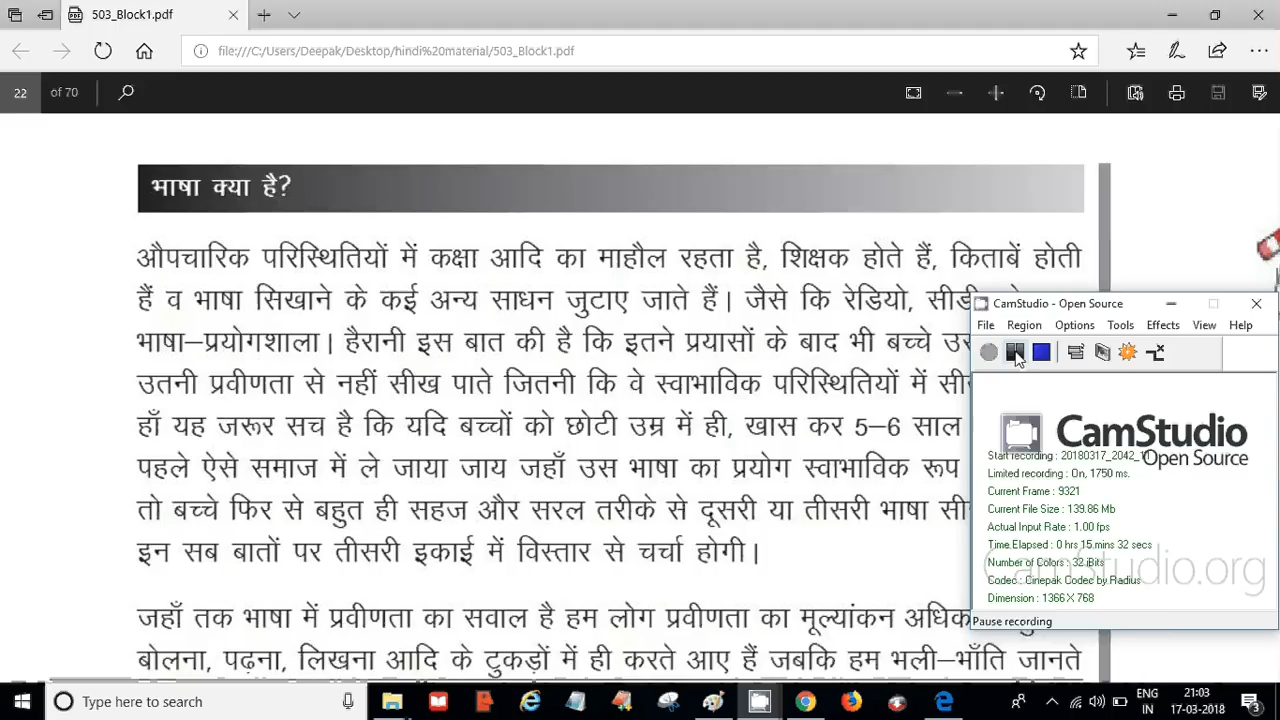 503_Block1.pdf
file:///C:/Users/Deepak/Desktop/hindi%20material/503_Block1.pdf
22 of 70
भाषा क्या है?
औपचारिक परिस्थितियों में कक्षा आदि का माहौल रहता है, शिक्षक होते हैं, किताबें होती
हैं व भाषा सिखाने के कई अन्य साधन जुटाए जाते हैं। जैसे कि रेडियो, सीडी
भाषा–प्रयोगशाला। हैरानी इस बात की है कि इतने प्रयासों के बाद भी बच्चे
उतनी प्रवीणता से नहीं सीख पाते जितनी कि वे स्वाभाविक परिस्थितियों में
हाँ यह जरूर सच है कि यदि बच्चों को छोटी उम्र में ही, खास कर 5–6 साल
पहले ऐसे समाज में ले जाया जाय जहाँ उस भाषा का प्रयोग स्वाभाविक रूप
तो बच्चे फिर से बहुत ही सहज और सरल तरीके से दूसरी या तीसरी भाषा
इन सब बातों पर तीसरी इकाई में विस्तार से चर्चा होगी।
जहाँ तक भाषा में प्रवीणता का सवाल है हम लोग प्रवीणता का मूल्यांकन
बोलना, पढ़ना, लिखना आदि के टुकड़ों में ही करते आए हैं जबकि हम भली–भाँति जानते
CamStudio - Open Source
File Region Options Tools Effects View Help
CamStudio
Open Source
Start recording : 20180317_2042_
Limited recording : On, 1750 ms.
Current Frame : 9321
Current File Size : 139.86 Mb
Actual Input Rate : 1.00 fps
Time Elapsed : 0 hrs 15 mins 32 secs
Number of Colors : 32 Bits
Codec : Cinepak Codec by Radius
Dimension : 1366 X 768
CamStudio.org
Pause recording
Type here to search
ENG
IN
21:03
17-03-2018
3